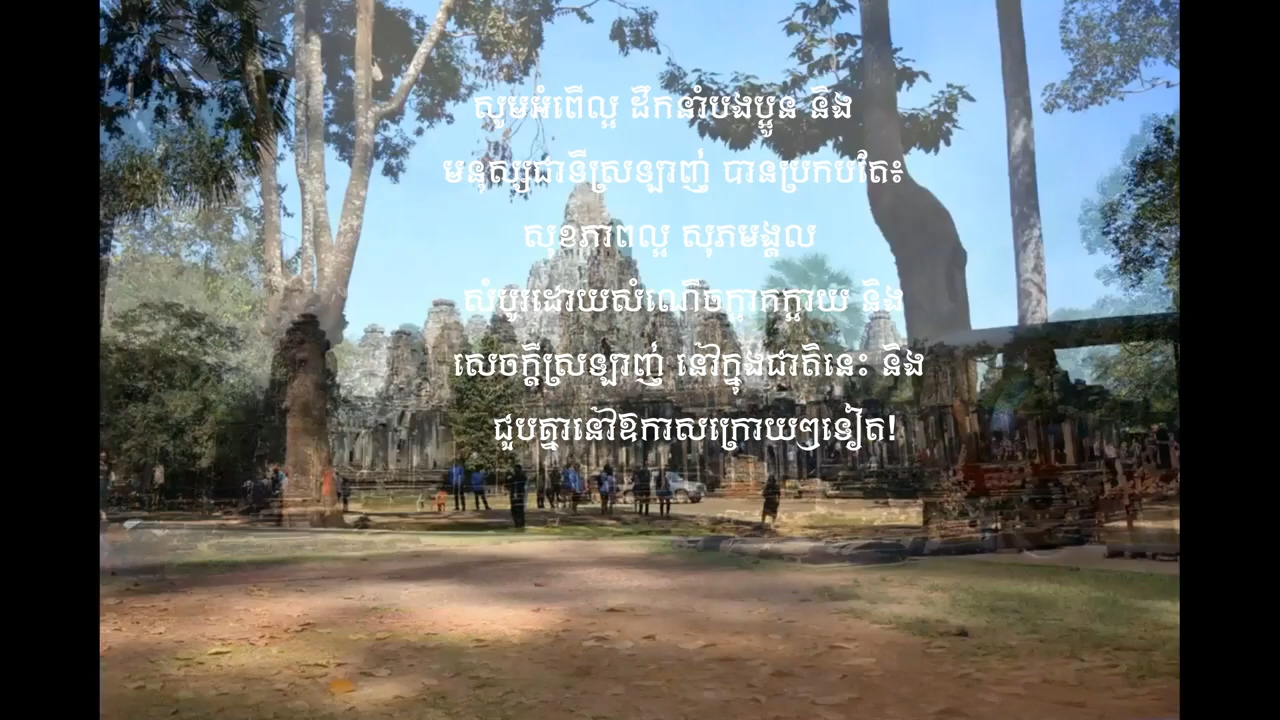 សូមអំពើល្អ ដឹកនាំបងប្អូន និង
មនុស្សជាទីស្រឡាញ់ បានប្រកបតែ៖
សុខភាពល្អ សុភមង្គល
សំបូរដោយសំណើចក្អាកក្អាយ និង
សេចក្តីស្រឡាញ់ នៅក្នុងជាតិនេះ និង
ជួបគ្នានៅឱកាសក្រោយៗទៀត!